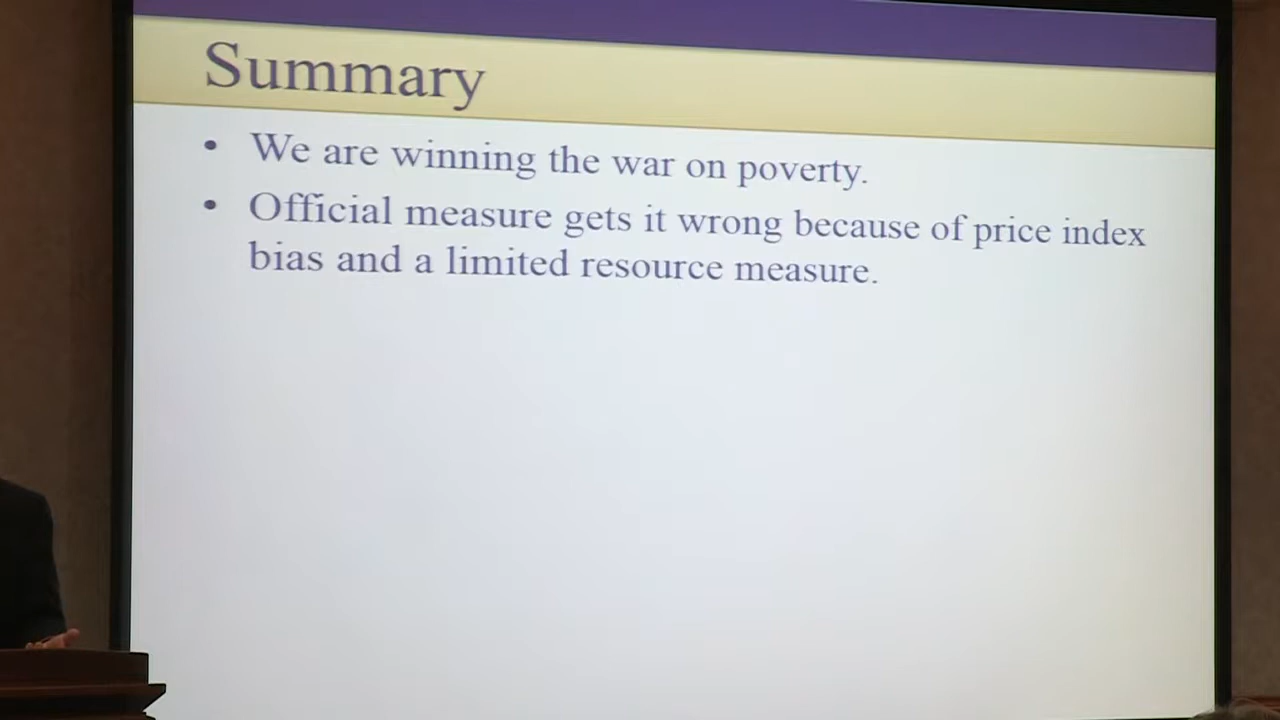 Summary
• We are winning the war on poverty.
• Official measure gets it wrong because of price index
bias and a limited resource measure.